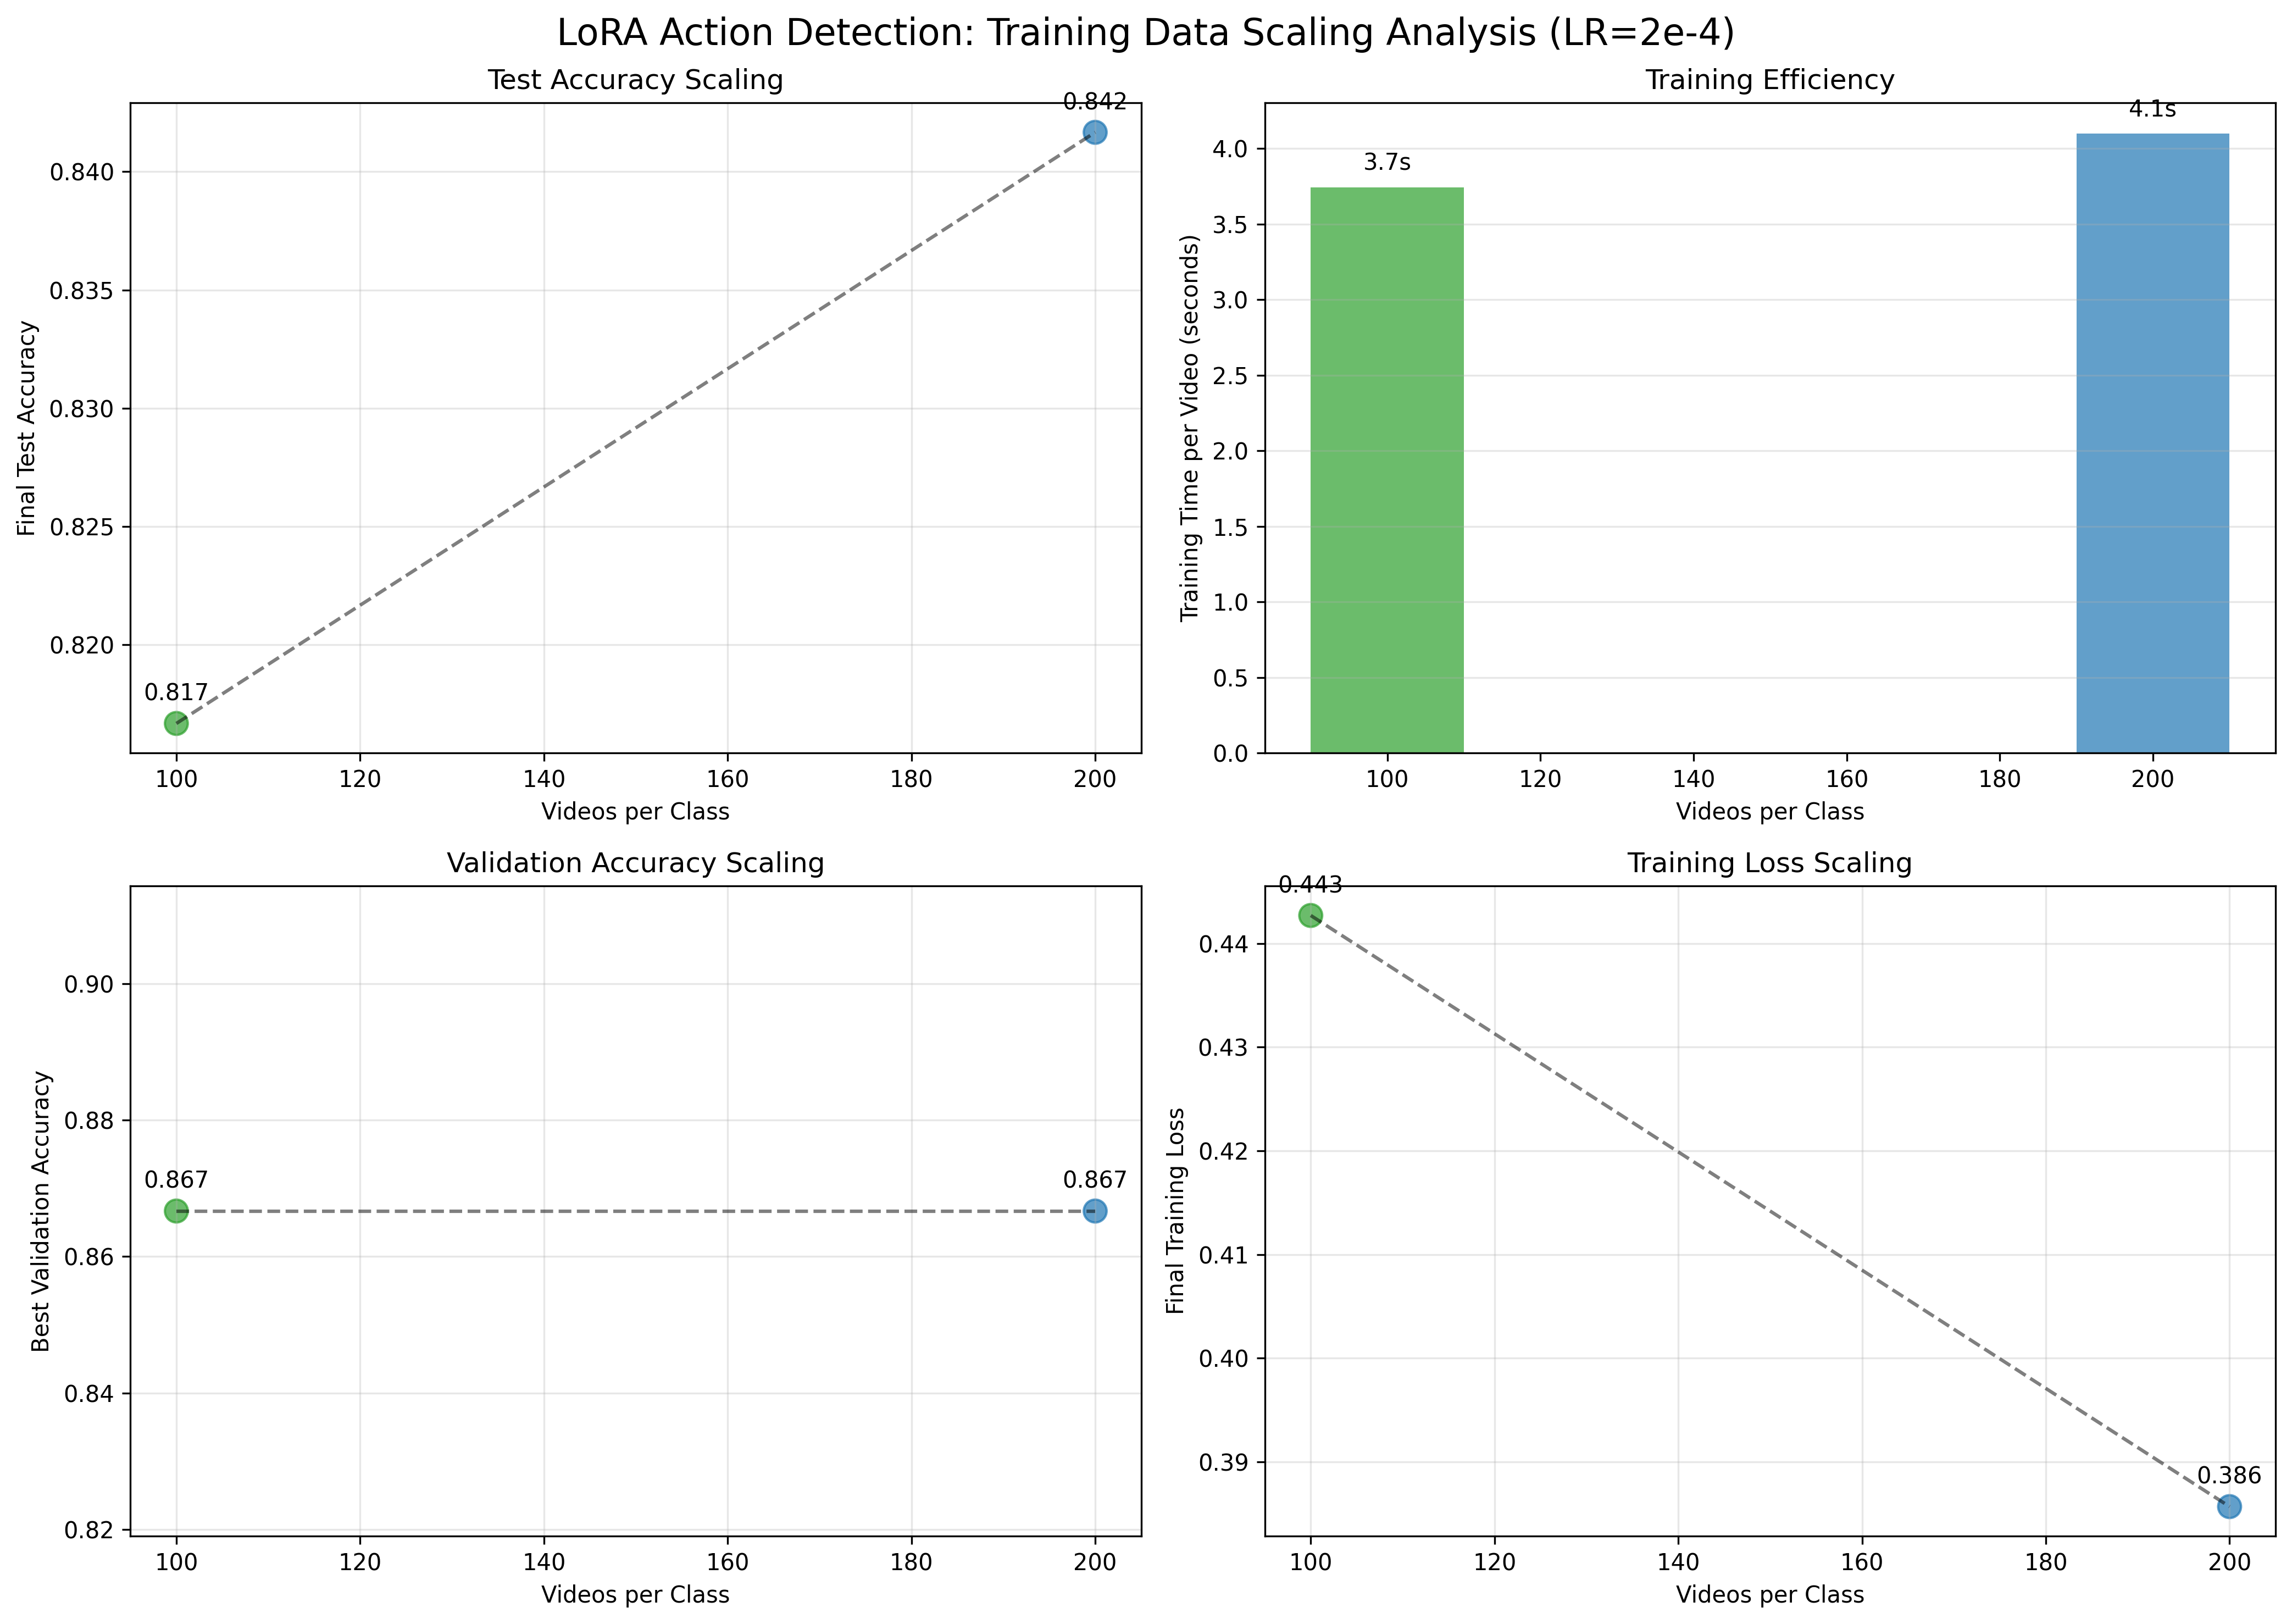 LoRA Action Detection: Training Data Scaling Analysis (LR=2e-4)
Test Accuracy Scaling
0.842
0.840
0.835
0.830
0.825
0.820
0.817
Final Test Accuracy
100 120 140 160 180 200
Videos per Class
Training Efficiency
4.1s
3.7s
4.0
3.5
3.0
2.5
2.0
1.5
1.0
0.5
0.0
Training Time per Video (seconds)
100 120 140 160 180 200
Videos per Class
Validation Accuracy Scaling
0.90
0.88
0.867 0.867
0.86
0.84
0.82
Best Validation Accuracy
100 120 140 160 180 200
Videos per Class
Training Loss Scaling
0.443
0.44
0.43
0.42
0.41
0.40
0.39
0.386
Final Training Loss
100 120 140 160 180 200
Videos per Class